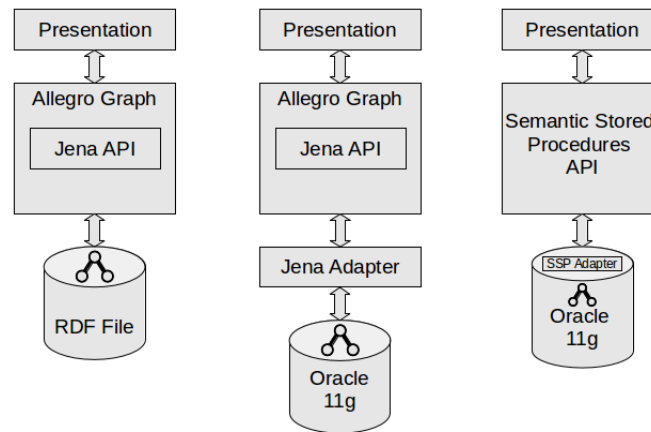 Presentation
Allegro Graph
Jena API
RDF File
Presentation
Allegro Graph
Jena API
Jena Adapter
Oracle
11g
Presentation
Semantic Stored
Procedures
API
SSP Adapter
Oracle
11g